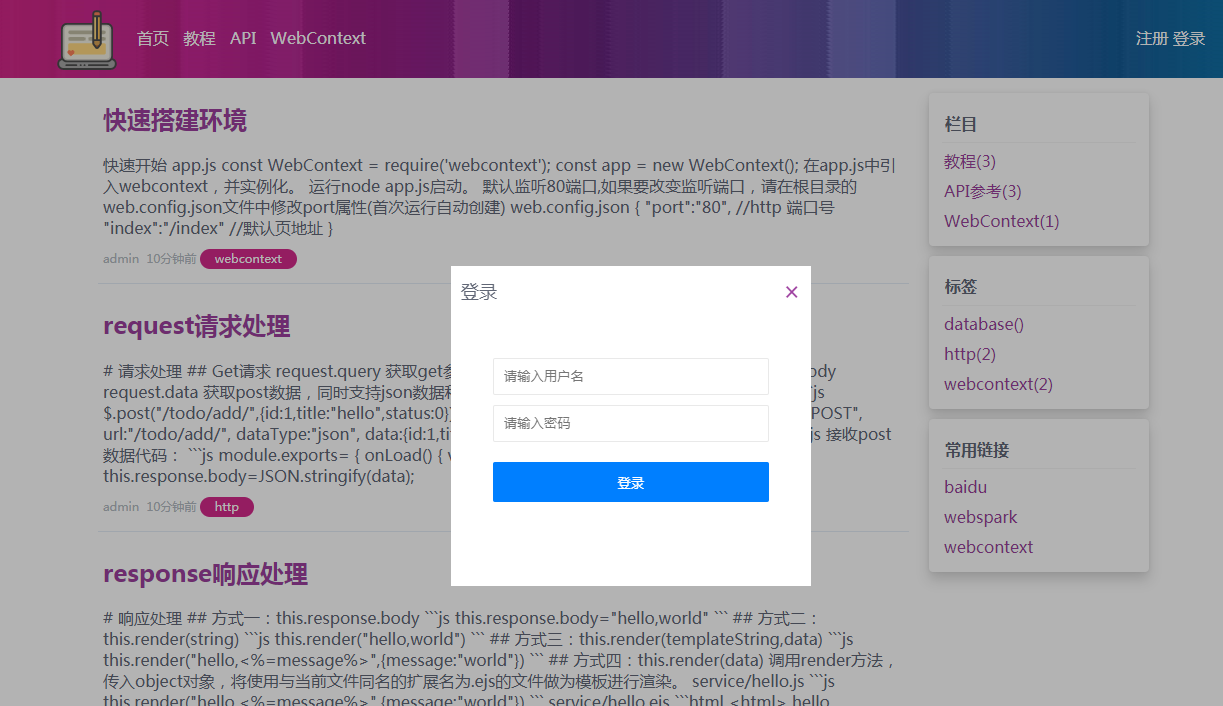 首页 教程 API WebContext 注册 登录
快速搭建环境
快速开始 app.js const WebContext = require('webcontext'); const app = new WebContext(); 在app.js中引
入webcontext，并实例化。 运行node app.js启动。 默认监听80端口,如果要改变监听端口，请在根目录的
web.config.json文件中修改port属性(首次运行自动创建) web.config.json { "port":"80", //http 端口号
"index":"/index" //默认页地址 }
admin 10分钟前 webcontext
request请求处理
# 请求处理 ## Get请求 request.query 获取get参 ody
request.data 获取post数据，同时支持json数据 js
$.post("/todo/add/",{id:1,title:"hello",status:0}) POST",
url:"/todo/add/", dataType:"json", data:{id:1,tit js 接收post
数据代码： ```js module.exports= { onLoad() { v
this.response.body=JSON.stringify(data);
admin 10分钟前 http
response响应处理
# 响应处理 ## 方式一：this.response.body ```js this.response.body="hello,world" ``` ## 方式二：
this.render(string) ```js this.render("hello,world") ``` ## 方式三：this.render(templateString,data) ```js
this.render("hello,<%=message%>",{message:"world"}) ``` ## 方式四：this.render(data) 调用render方法，
传入object对象，将使用与当前文件同名的扩展名为.ejs的文件做为模板进行渲染。 service/hello.js ```js
this.render("hello,<%=message%>",{message:"world"}) ``` service/hello.ejs ```html <html> hello
登录 ×
请输入用户名
请输入密码
登录
栏目
教程(3)
API参考(3)
WebContext(1)
标签
database()
http(2)
webcontext(2)
常用链接
baidu
webspark
webcontext